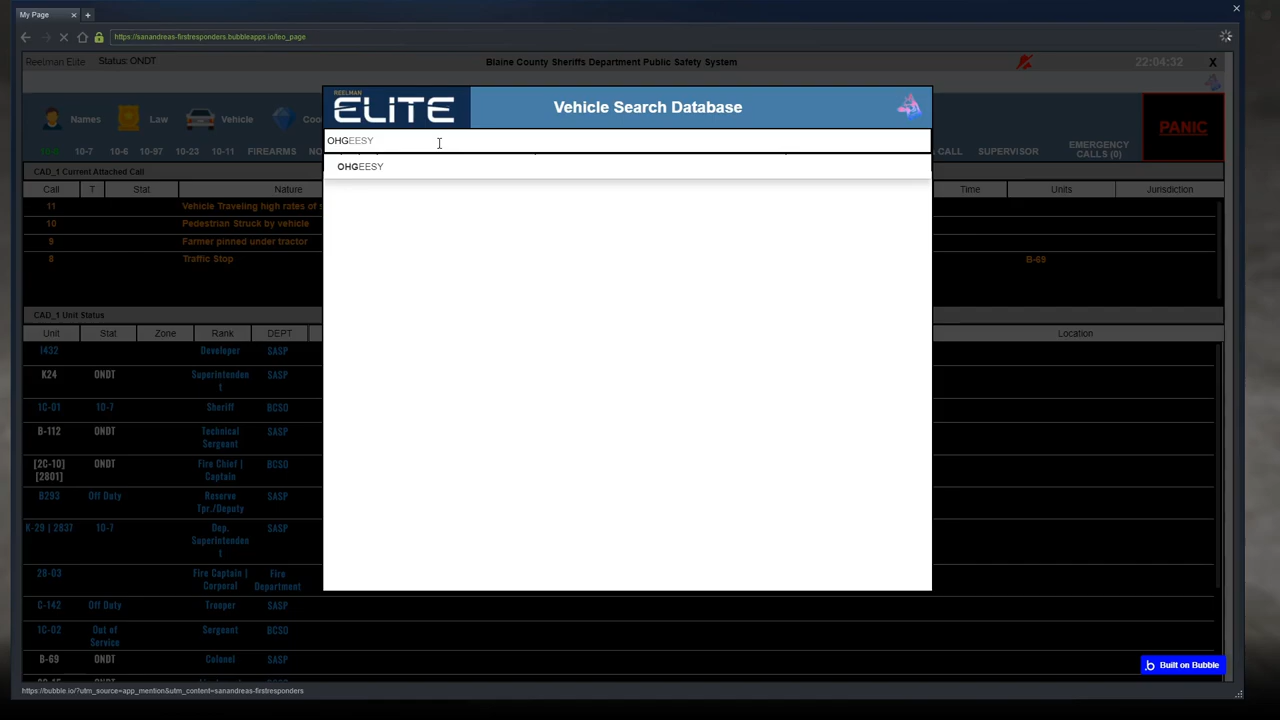 My Page
https://sanandreas-firstresponders.bubbleapps.io/leo_page
Reelman Elite Status: ONDT Blaine County Sheriffs Department Public Safety System 22:04:32 X
REELMAN
ELITE
Vehicle Search Database
Names Law Vehicle
OHGEESY
OHGEESY
10-7 10-6 10-97 10-23 10-11 FIREARMS
CALL SUPERVISOR EMERGENCY
CALLS (0)
PANIC
CAD_1 Current Attached Call
Call T Stat Nature Time Units Jurisdiction
11 Vehicle Traveling high rates of
10 Pedestrian Struck by vehicle
9 Farmer pinned under tractor
8 Traffic Stop B-69
CAD_1 Unit Status
Unit Stat Zone Rank DEPT Location
I432 Developer SASP
K24 ONDT Superintenden
t SASP
1C-01 10-7 Sheriff BCSO
B-112 ONDT Technical
Sergeant SASP
[2C-10]
[2801] ONDT Fire Chief |
Captain BCSO
B293 Off Duty Reserve
Tpr./Deputy SASP
K-29 | 2837 10-7 Dep.
Superintenden
t SASP
28-03 Fire Captain |
Corporal Fire
Department
C-142 Off Duty Trooper SASP
1C-02 Out of
Service Sergeant BCSO
B-69 ONDT Colonel SASP
Built on Bubble
https://bubble.io/?utm_source=app_mention&utm_content=sanandreas-firstresponders